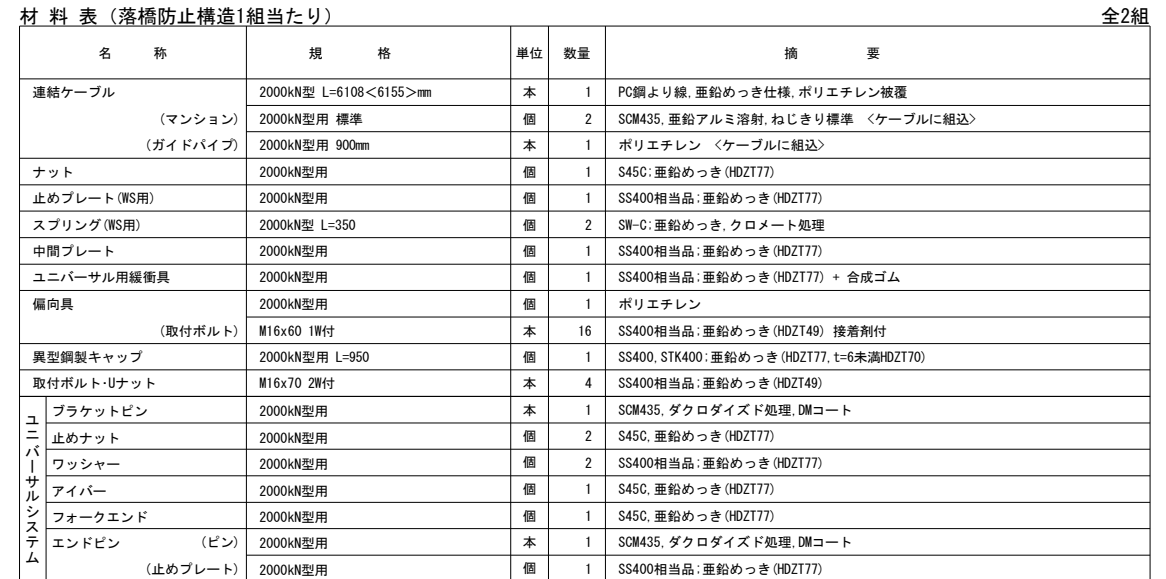 材 料 表（落橋防止構造1組当たり） 全2組
名 称 規 格 単位 数量 摘 要
連結ケーブル 2000kN型 L=6108＜6155＞mm 本 1 PC鋼より線,亜鉛めっき仕様,ポリエチレン被覆
(マンション) 2000kN型用 標準 個 2 SCM435,亜鉛アルミ溶射,ねじきり標準 <ケーブルに組込>
(ガイドパイプ) 2000kN型用 900mm 本 1 ポリエチレン <ケーブルに組込>
ナット 2000kN型用 個 1 S45C;亜鉛めっき(HDZT77)
止めプレート(WS用) 2000kN型用 個 1 SS400相当品;亜鉛めっき(HDZT77)
スプリング(WS用) 2000kN型 L=350 個 2 SW-C;亜鉛めっき,クロメート処理
中間プレート 2000kN型用 個 1 SS400相当品;亜鉛めっき(HDZT77)
ユニバーサル用緩衝具 2000kN型用 個 1 SS400相当品;亜鉛めっき(HDZT77) + 合成ゴム
偏向具 2000kN型用 個 1 ポリエチレン
(取付ボルト) M16x60 1W付 本 16 SS400相当品;亜鉛めっき(HDZT49) 接着剤付
異型鋼製キャップ 2000kN型用 L=950 個 1 SS400,STK400;亜鉛めっき(HDZT77,t=6未満HDZT70)
取付ボルト･Uナット M16x70 2W付 本 4 SS400相当品;亜鉛めっき(HDZT49)
ユニバーサルシステム
ブラケットピン 2000kN型用 本 1 SCM435,ダクロダイズド処理,DMコート
止めナット 2000kN型用 個 2 S45C,亜鉛めっき(HDZT77)
ワッシャー 2000kN型用 個 2 SS400相当品;亜鉛めっき(HDZT77)
アイバー 2000kN型用 個 1 S45C,亜鉛めっき(HDZT77)
フォークエンド 2000kN型用 個 1 S45C,亜鉛めっき(HDZT77)
エンドピン (ピン) 2000kN型用 本 1 SCM435,ダクロダイズド処理,DMコート
(止めプレート) 2000kN型用 個 1 SS400相当品;亜鉛めっき(HDZT77)